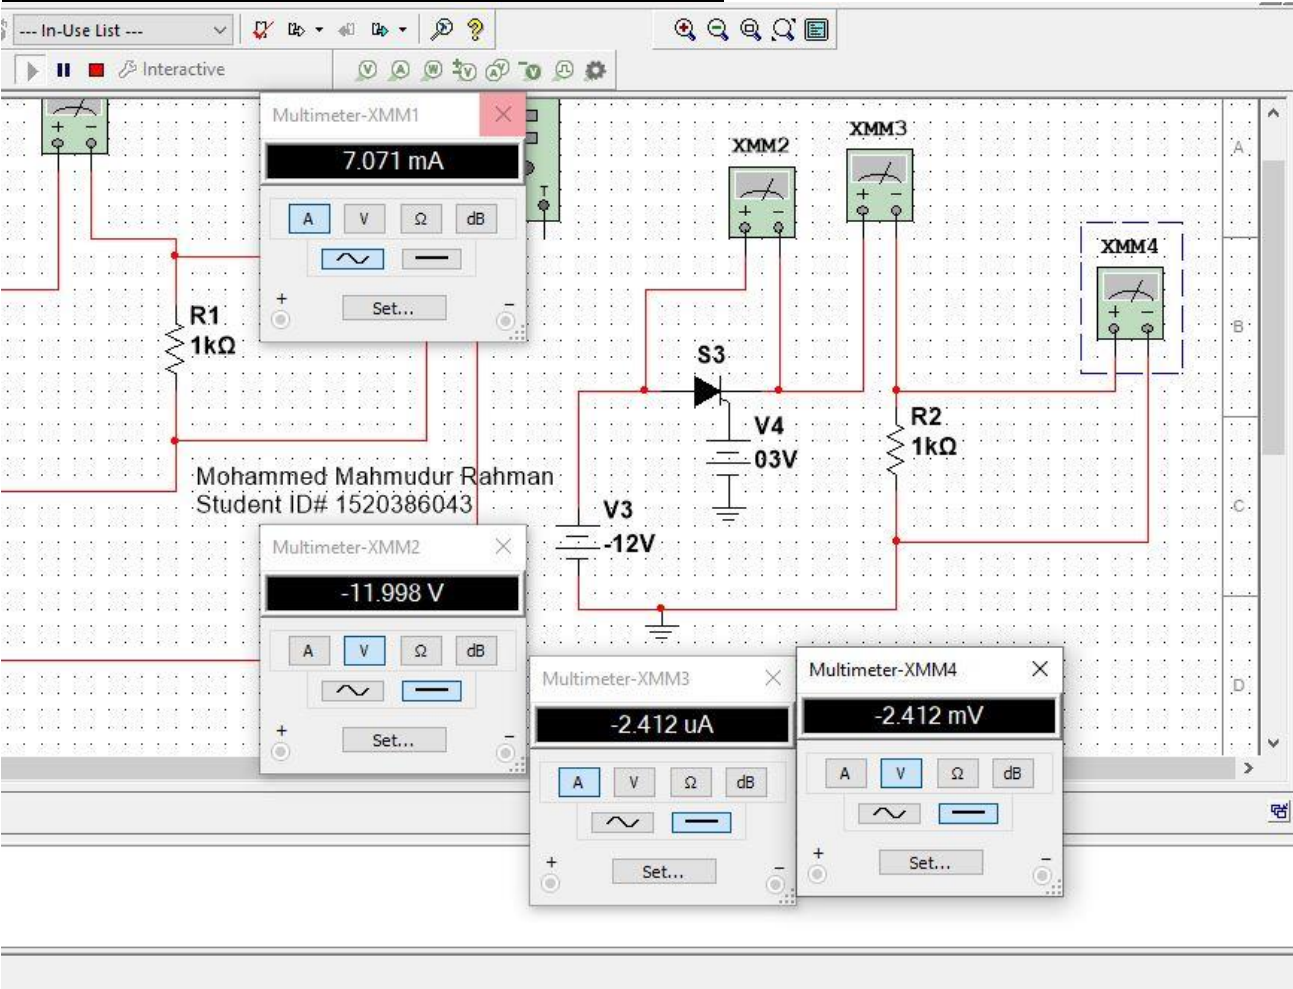 --- In-Use List ---
Interactive
V A W V A V
Multimeter-XMM1
7.071 mA
A V Ω dB
+ −
Set...
+ −
T
R1
1kΩ
XMM2
+ −
XMM3
+ −
XMM4
+ −
A
B
C
D
S3
V4
03V
R2
1kΩ
V3
-12V
Mohammed Mahmudur Rahman
Student ID# 1520386043
Multimeter-XMM2
-11.998 V
A V Ω dB
+ −
Set...
Multimeter-XMM3
-2.412 uA
A V Ω dB
+ −
Set...
Multimeter-XMM4
-2.412 mV
A V Ω dB
+ −
Set...